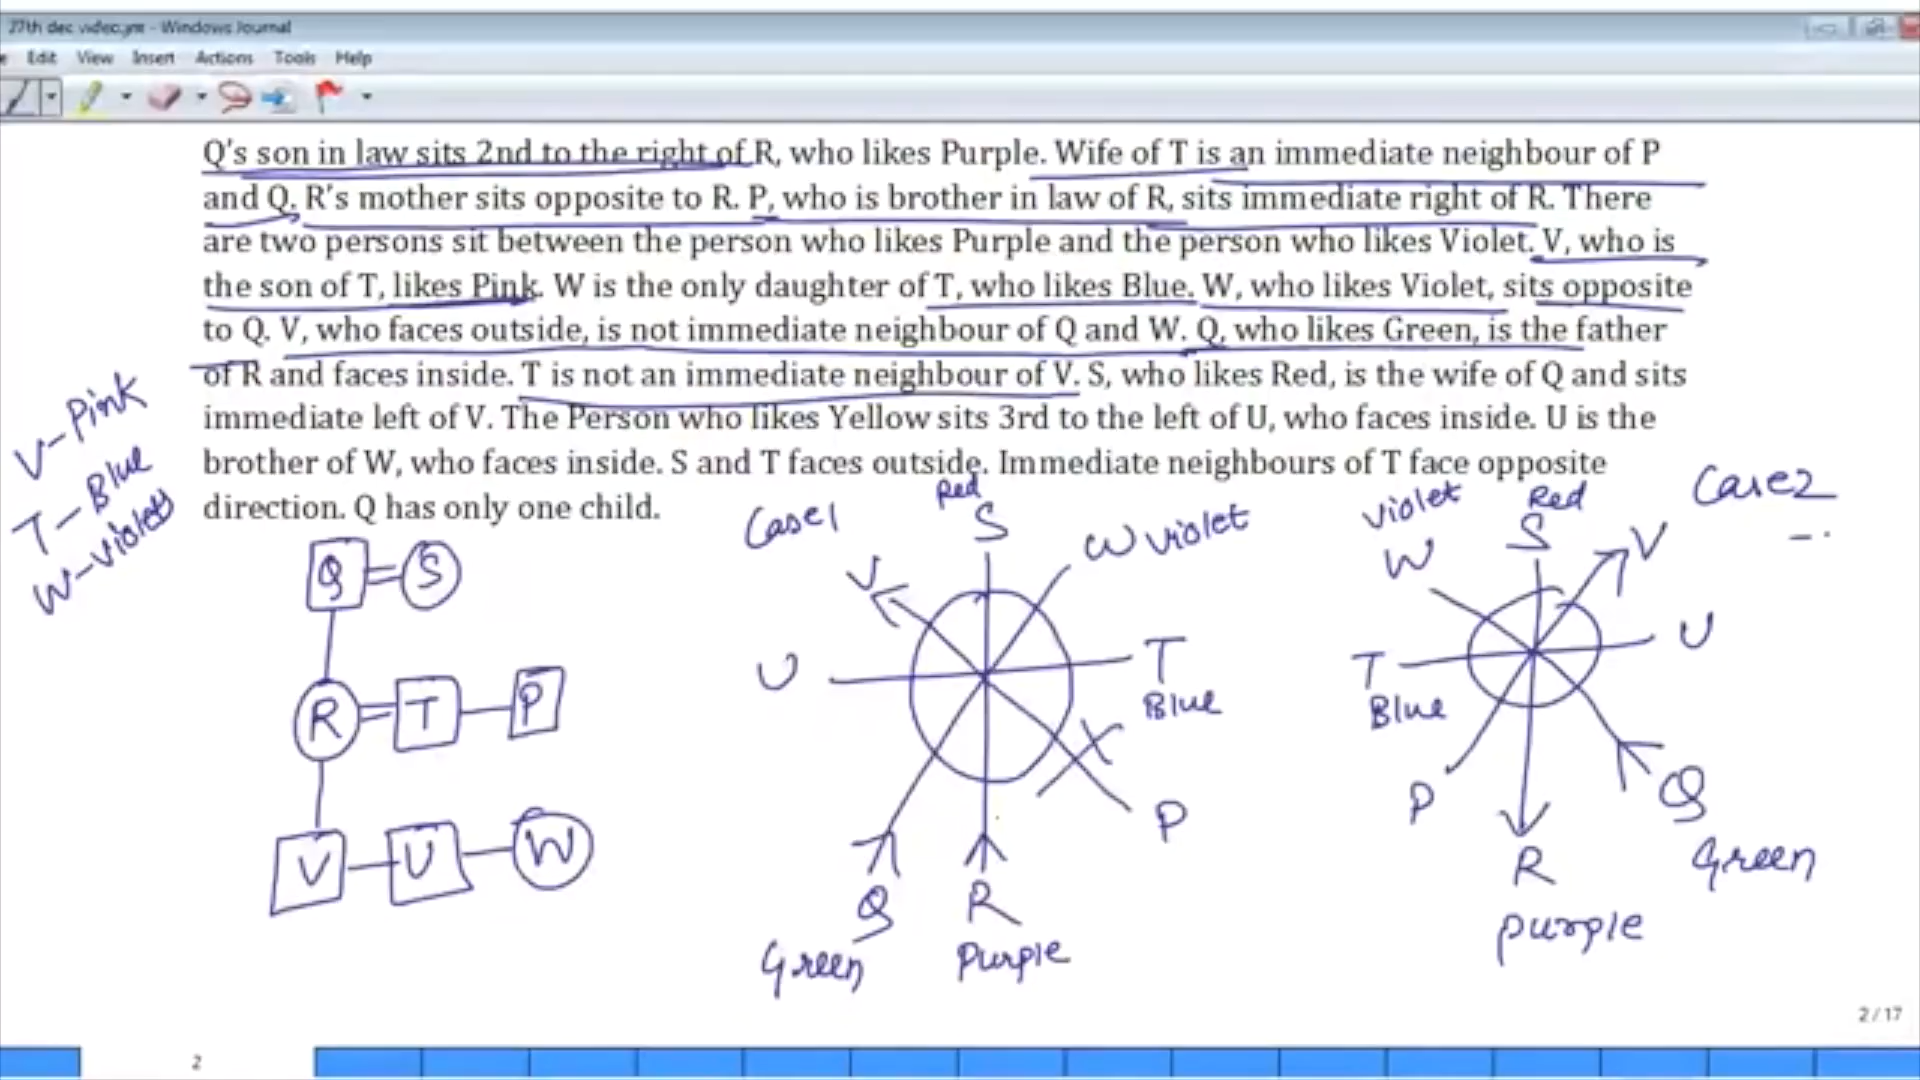 27th dec video.jnt - Windows Journal
Edit View Insert Actions Tools Help
Q's son in law sits 2nd to the right of R, who likes Purple. Wife of T is an immediate neighbour of P
and Q. R's mother sits opposite to R. P, who is brother in law of R, sits immediate right of R. There
are two persons sit between the person who likes Purple and the person who likes Violet. V, who is
the son of T, likes Pink. W is the only daughter of T, who likes Blue. W, who likes Violet, sits opposite
to Q. V, who faces outside, is not immediate neighbour of Q and W. Q, who likes Green, is the father
of R and faces inside. T is not an immediate neighbour of V. S, who likes Red, is the wife of Q and sits
immediate left of V. The Person who likes Yellow sits 3rd to the left of U, who faces inside. U is the
brother of W, who faces inside. S and T faces outside. Immediate neighbours of T face opposite
direction. Q has only one child.
V-Pink
T-Blue
W-Violet
Q S
R T P
V U W
Case1
Red
S
W Violet
V
U
T
Blue
P
Q
R
Green
Purple
Case2
Violet
Red
W
S
V
U
T
Blue
P
Q
Green
R
Purple
2 / 17
2